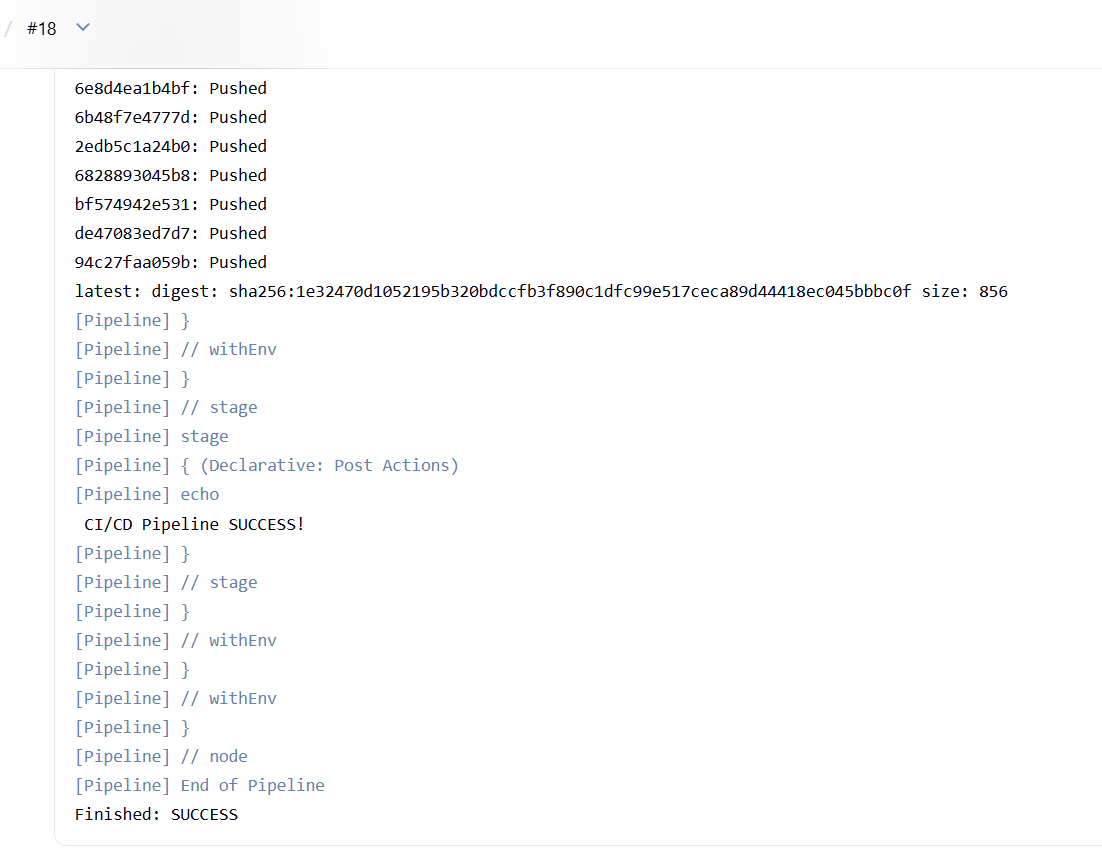 / #18
6e8d4ea1b4bf: Pushed
6b48f7e4777d: Pushed
2edb5c1a24b0: Pushed
6828893045b8: Pushed
bf574942e531: Pushed
de47083ed7d7: Pushed
94c27faa059b: Pushed
latest: digest: sha256:1e32470d1052195b320bdccfb3f890c1dfc99e517ceca89d44418ec045bbbc0f size: 856
[Pipeline] }
[Pipeline] // withEnv
[Pipeline] }
[Pipeline] // stage
[Pipeline] stage
[Pipeline] { (Declarative: Post Actions)
[Pipeline] echo
CI/CD Pipeline SUCCESS!
[Pipeline] }
[Pipeline] // stage
[Pipeline] }
[Pipeline] // withEnv
[Pipeline] }
[Pipeline] // withEnv
[Pipeline] }
[Pipeline] // node
[Pipeline] End of Pipeline
Finished: SUCCESS